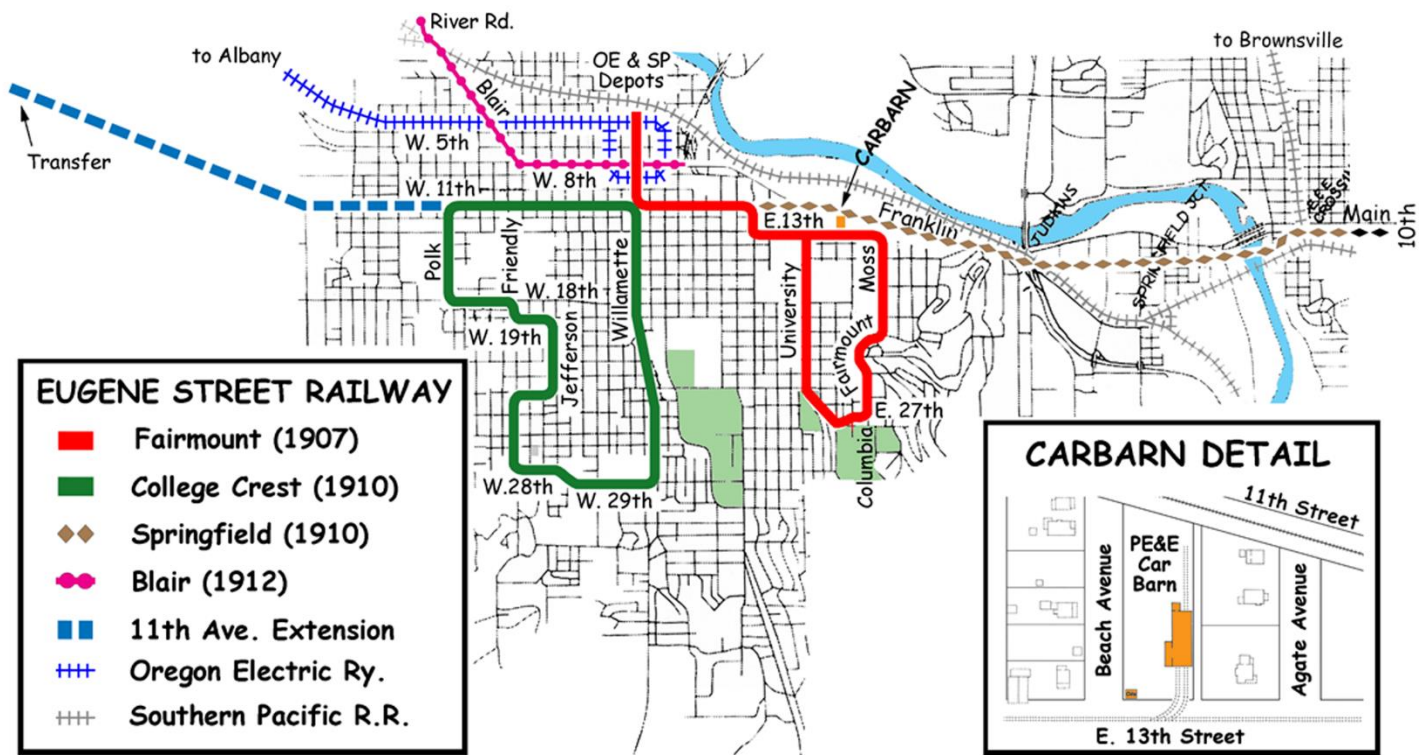 River Rd.
to Albany
OE & SP
Depots
to Brownsville
Blair
CARBARN
W. 5th
Transfer
W. 11th
W. 8th
E.13th
Franklin
JUDKINS
SPRINGFIELD JCT.
Main
10th
Polk
Friendly
W. 18th
Willamette
University
Moss
W. 19th
Jefferson
Fairmount
E. 27th
Columbia
W.28th
W. 29th
EUGENE STREET RAILWAY
Fairmount (1907)
College Crest (1910)
Springfield (1910)
Blair (1912)
11th Ave. Extension
Oregon Electric Ry.
Southern Pacific R.R.
CARBARN DETAIL
11th Street
PE&E
Car
Barn
Beach Avenue
Agate Avenue
E. 13th Street